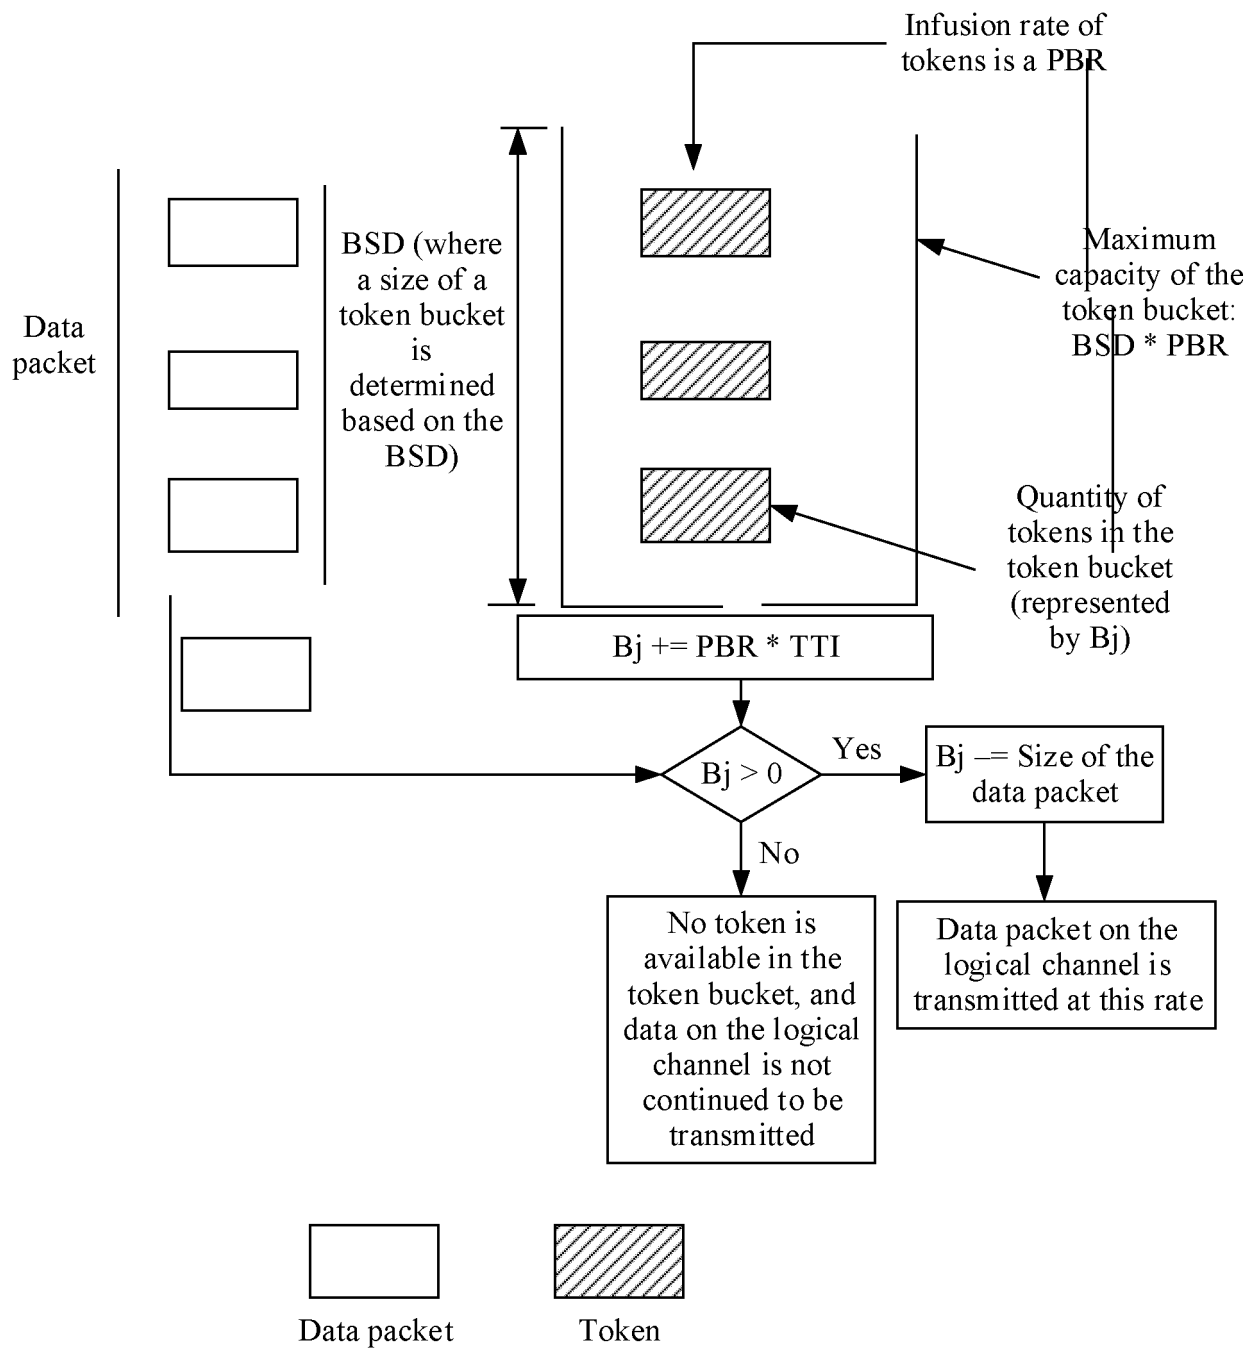 Infusion rate of
tokens is a PBR
BSD (where
a size of a
token bucket
is
determined
based on the
BSD)
Data
packet
Maximum
capacity of the
token bucket:
BSD * PBR
Quantity of
tokens in the
token bucket
(represented
by Bj)
Bj += PBR * TTI
Bj > 0
Yes
Bj –= Size of the
data packet
No
No token is
available in the
token bucket, and
data on the logical
channel is not
continued to be
transmitted
Data packet on the
logical channel is
transmitted at this rate
Data packet
Token